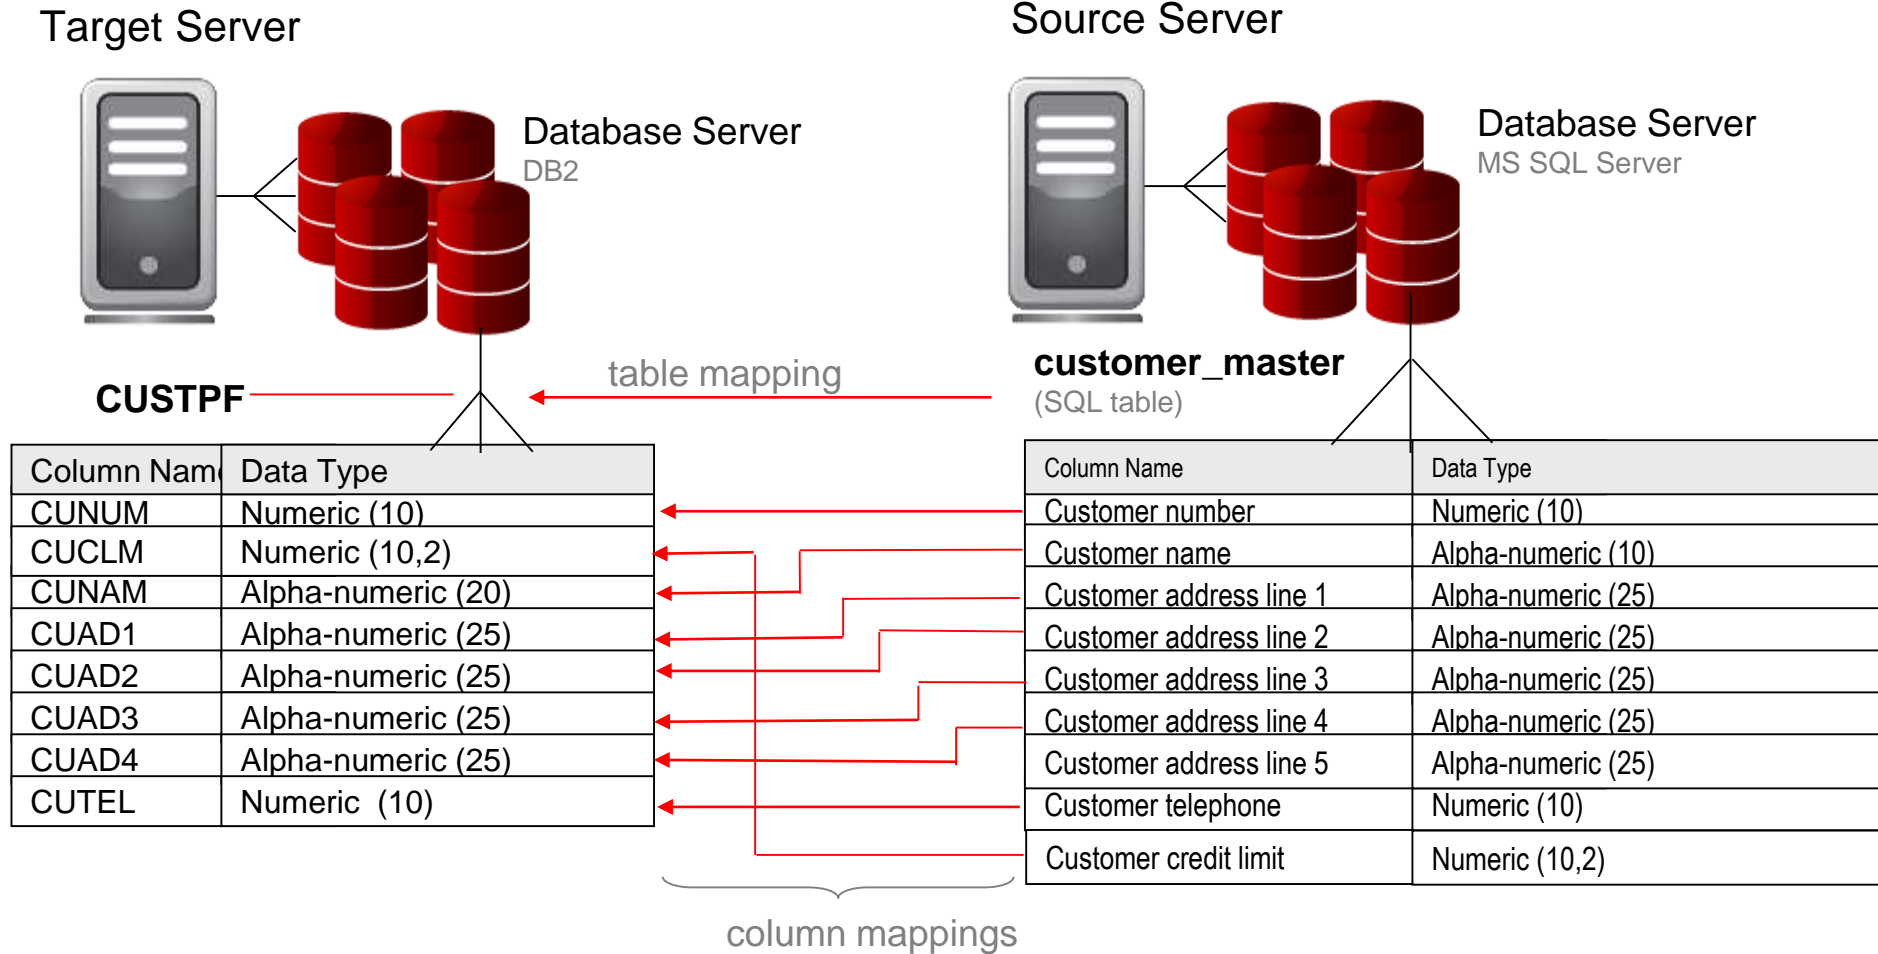 Target Server
Source Server
Database Server
DB2
Database Server
MS SQL Server
CUSTPF
table mapping
customer_master
(SQL table)
Column Name Data Type
CUNUM Numeric (10)
CUCLM Numeric (10,2)
CUNAM Alpha-numeric (20)
CUAD1 Alpha-numeric (25)
CUAD2 Alpha-numeric (25)
CUAD3 Alpha-numeric (25)
CUAD4 Alpha-numeric (25)
CUTEL Numeric (10)
Column Name Data Type
Customer number Numeric (10)
Customer name Alpha-numeric (10)
Customer address line 1 Alpha-numeric (25)
Customer address line 2 Alpha-numeric (25)
Customer address line 3 Alpha-numeric (25)
Customer address line 4 Alpha-numeric (25)
Customer address line 5 Alpha-numeric (25)
Customer telephone Numeric (10)
Customer credit limit Numeric (10,2)
column mappings